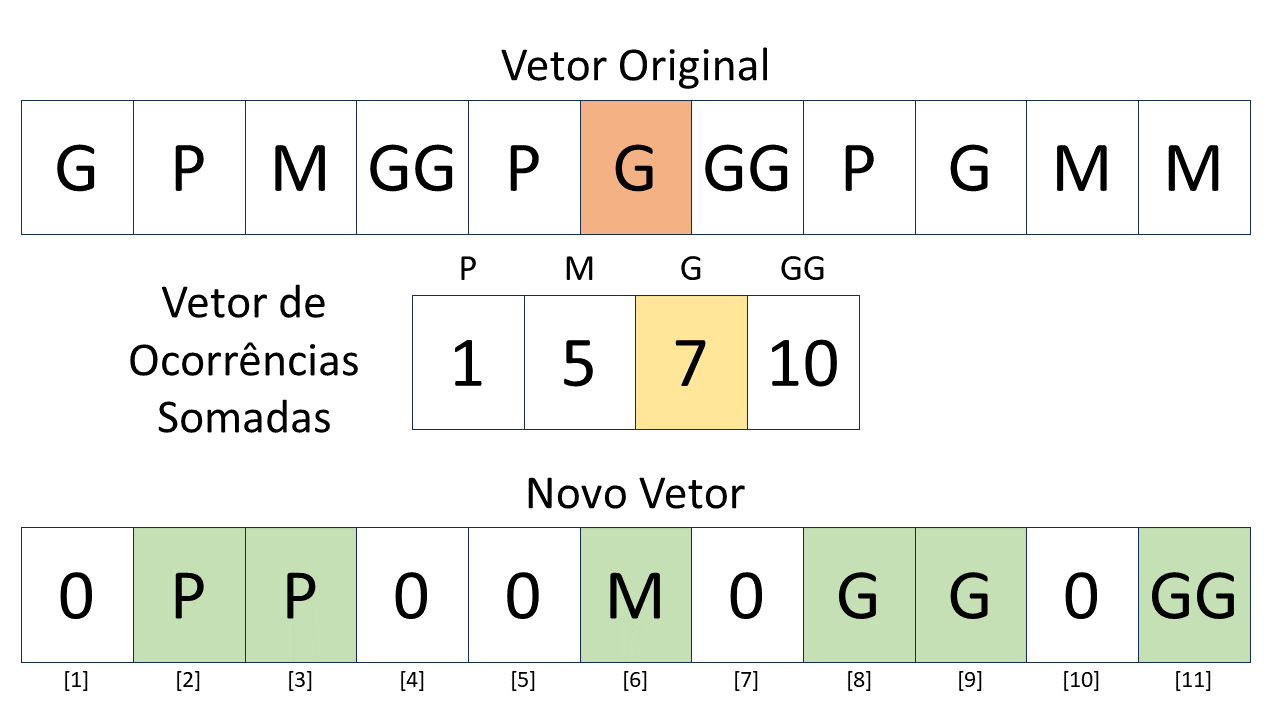 Vetor Original
G P M GG P G GG P G M M
P M G GG
Vetor de
Ocorrências
Somadas
1 5 7 10
Novo Vetor
0 P P 0 0 M 0 G G 0 GG
[1] [2] [3] [4] [5] [6] [7] [8] [9] [10] [11]